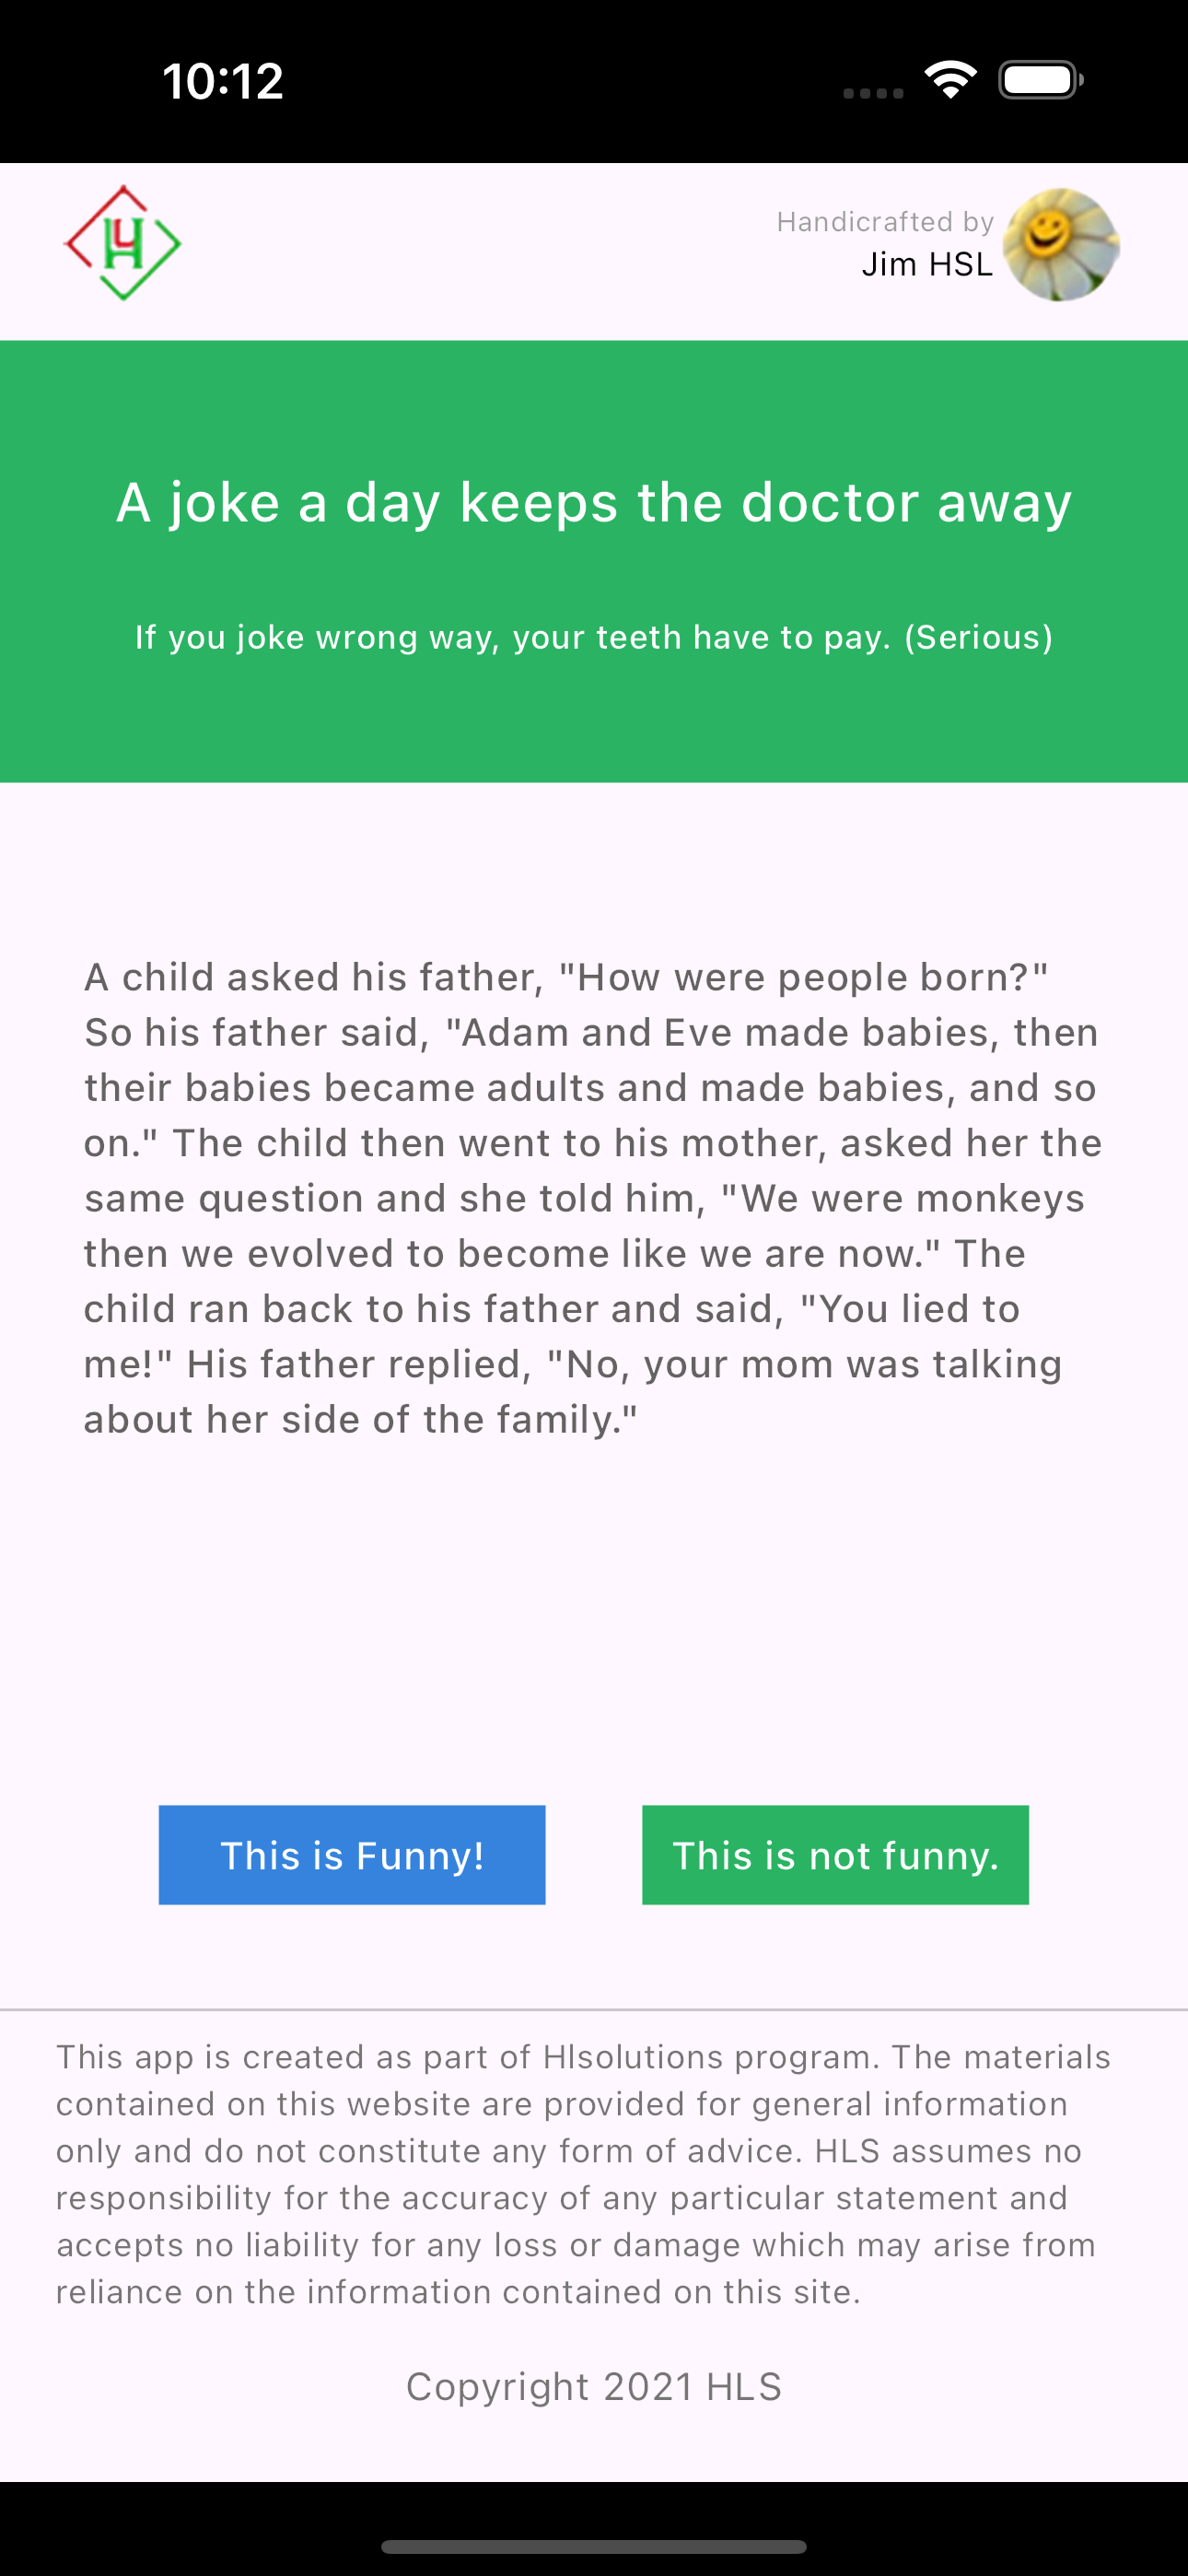 10:12
H
Handicrafted by
Jim HSL
A joke a day keeps the doctor away
If you joke wrong way, your teeth have to pay. (Serious)
A child asked his father, "How were people born?"
So his father said, "Adam and Eve made babies, then
their babies became adults and made babies, and so
on." The child then went to his mother, asked her the
same question and she told him, "We were monkeys
then we evolved to become like we are now." The
child ran back to his father and said, "You lied to
me!" His father replied, "No, your mom was talking
about her side of the family."
This is Funny!
This is not funny.
This app is created as part of Hlsolutions program. The materials
contained on this website are provided for general information
only and do not constitute any form of advice. HLS assumes no
responsibility for the accuracy of any particular statement and
accepts no liability for any loss or damage which may arise from
reliance on the information contained on this site.
Copyright 2021 HLS